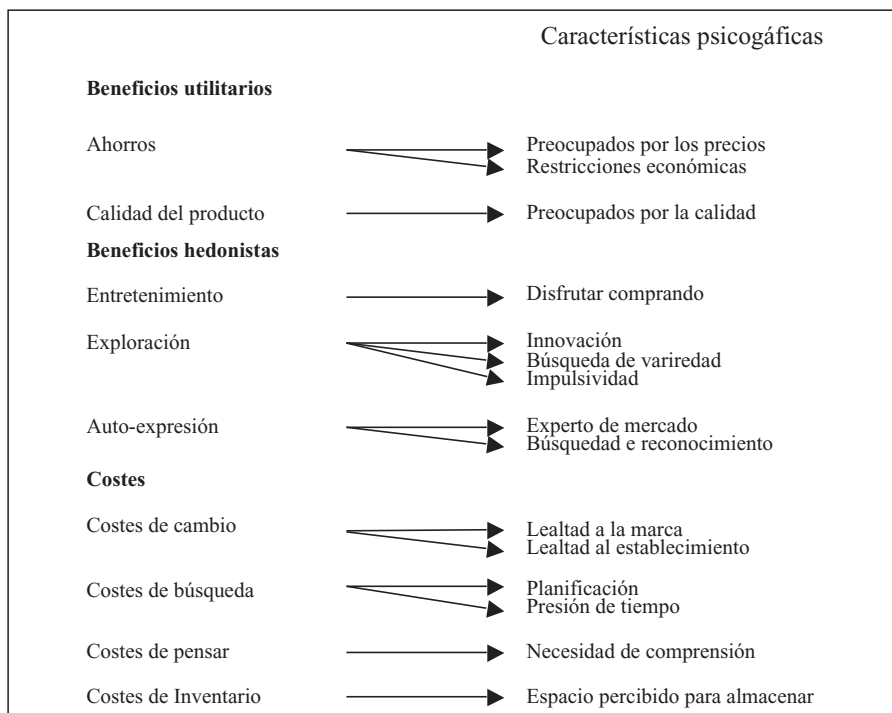 Características psicogáficas
Beneficios utilitarios
Ahorros
Preocupados por los precios
Restricciones económicas
Calidad del producto
Preocupados por la calidad
Beneficios hedonistas
Entretenimiento
Disfrutar comprando
Exploración
Innovación
Búsqueda de variredad
Impulsividad
Auto-expresión
Experto de mercado
Búsquedad e reconocimiento
Costes
Costes de cambio
Lealtad a la marca
Lealtad al establecimiento
Costes de búsqueda
Planificación
Presión de tiempo
Costes de pensar
Necesidad de comprensión
Costes de Inventario
Espacio percibido para almacenar